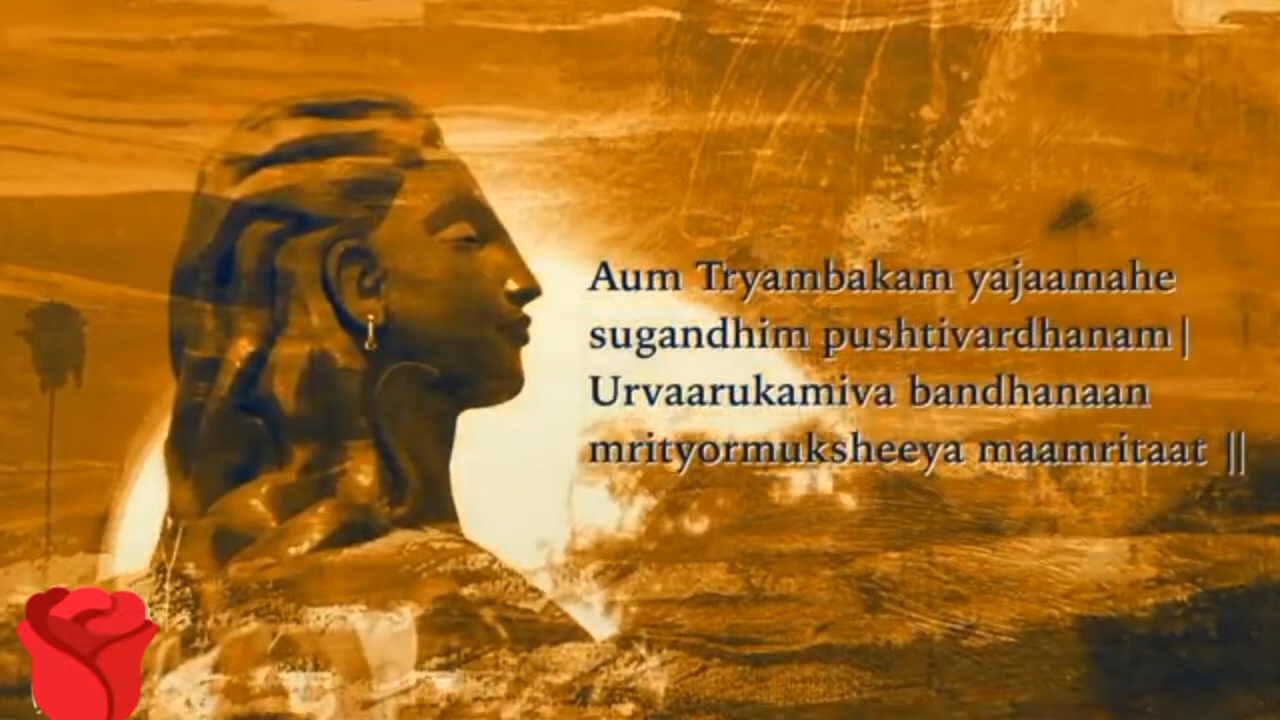 Aum Tryambakam yajaamahe
sugandhim pushtivardhanam|
Urvaarukamiva bandhanaan
mrityormuksheeya maamritaat ||